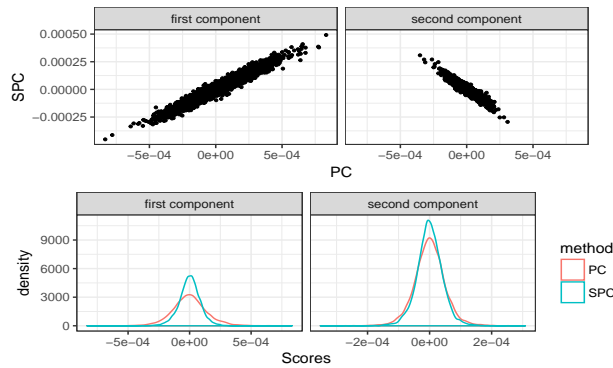 first component second component
0.00050
0.00025
0.00000
−0.00025
SPC
−5e−04 0e+00 5e−04 −5e−04 0e+00 5e−04
PC
first component second component
9000
6000
3000
0
density
method
PC
SPC
−5e−04 0e+00 5e−04 −2e−04 0e+00 2e−04
Scores